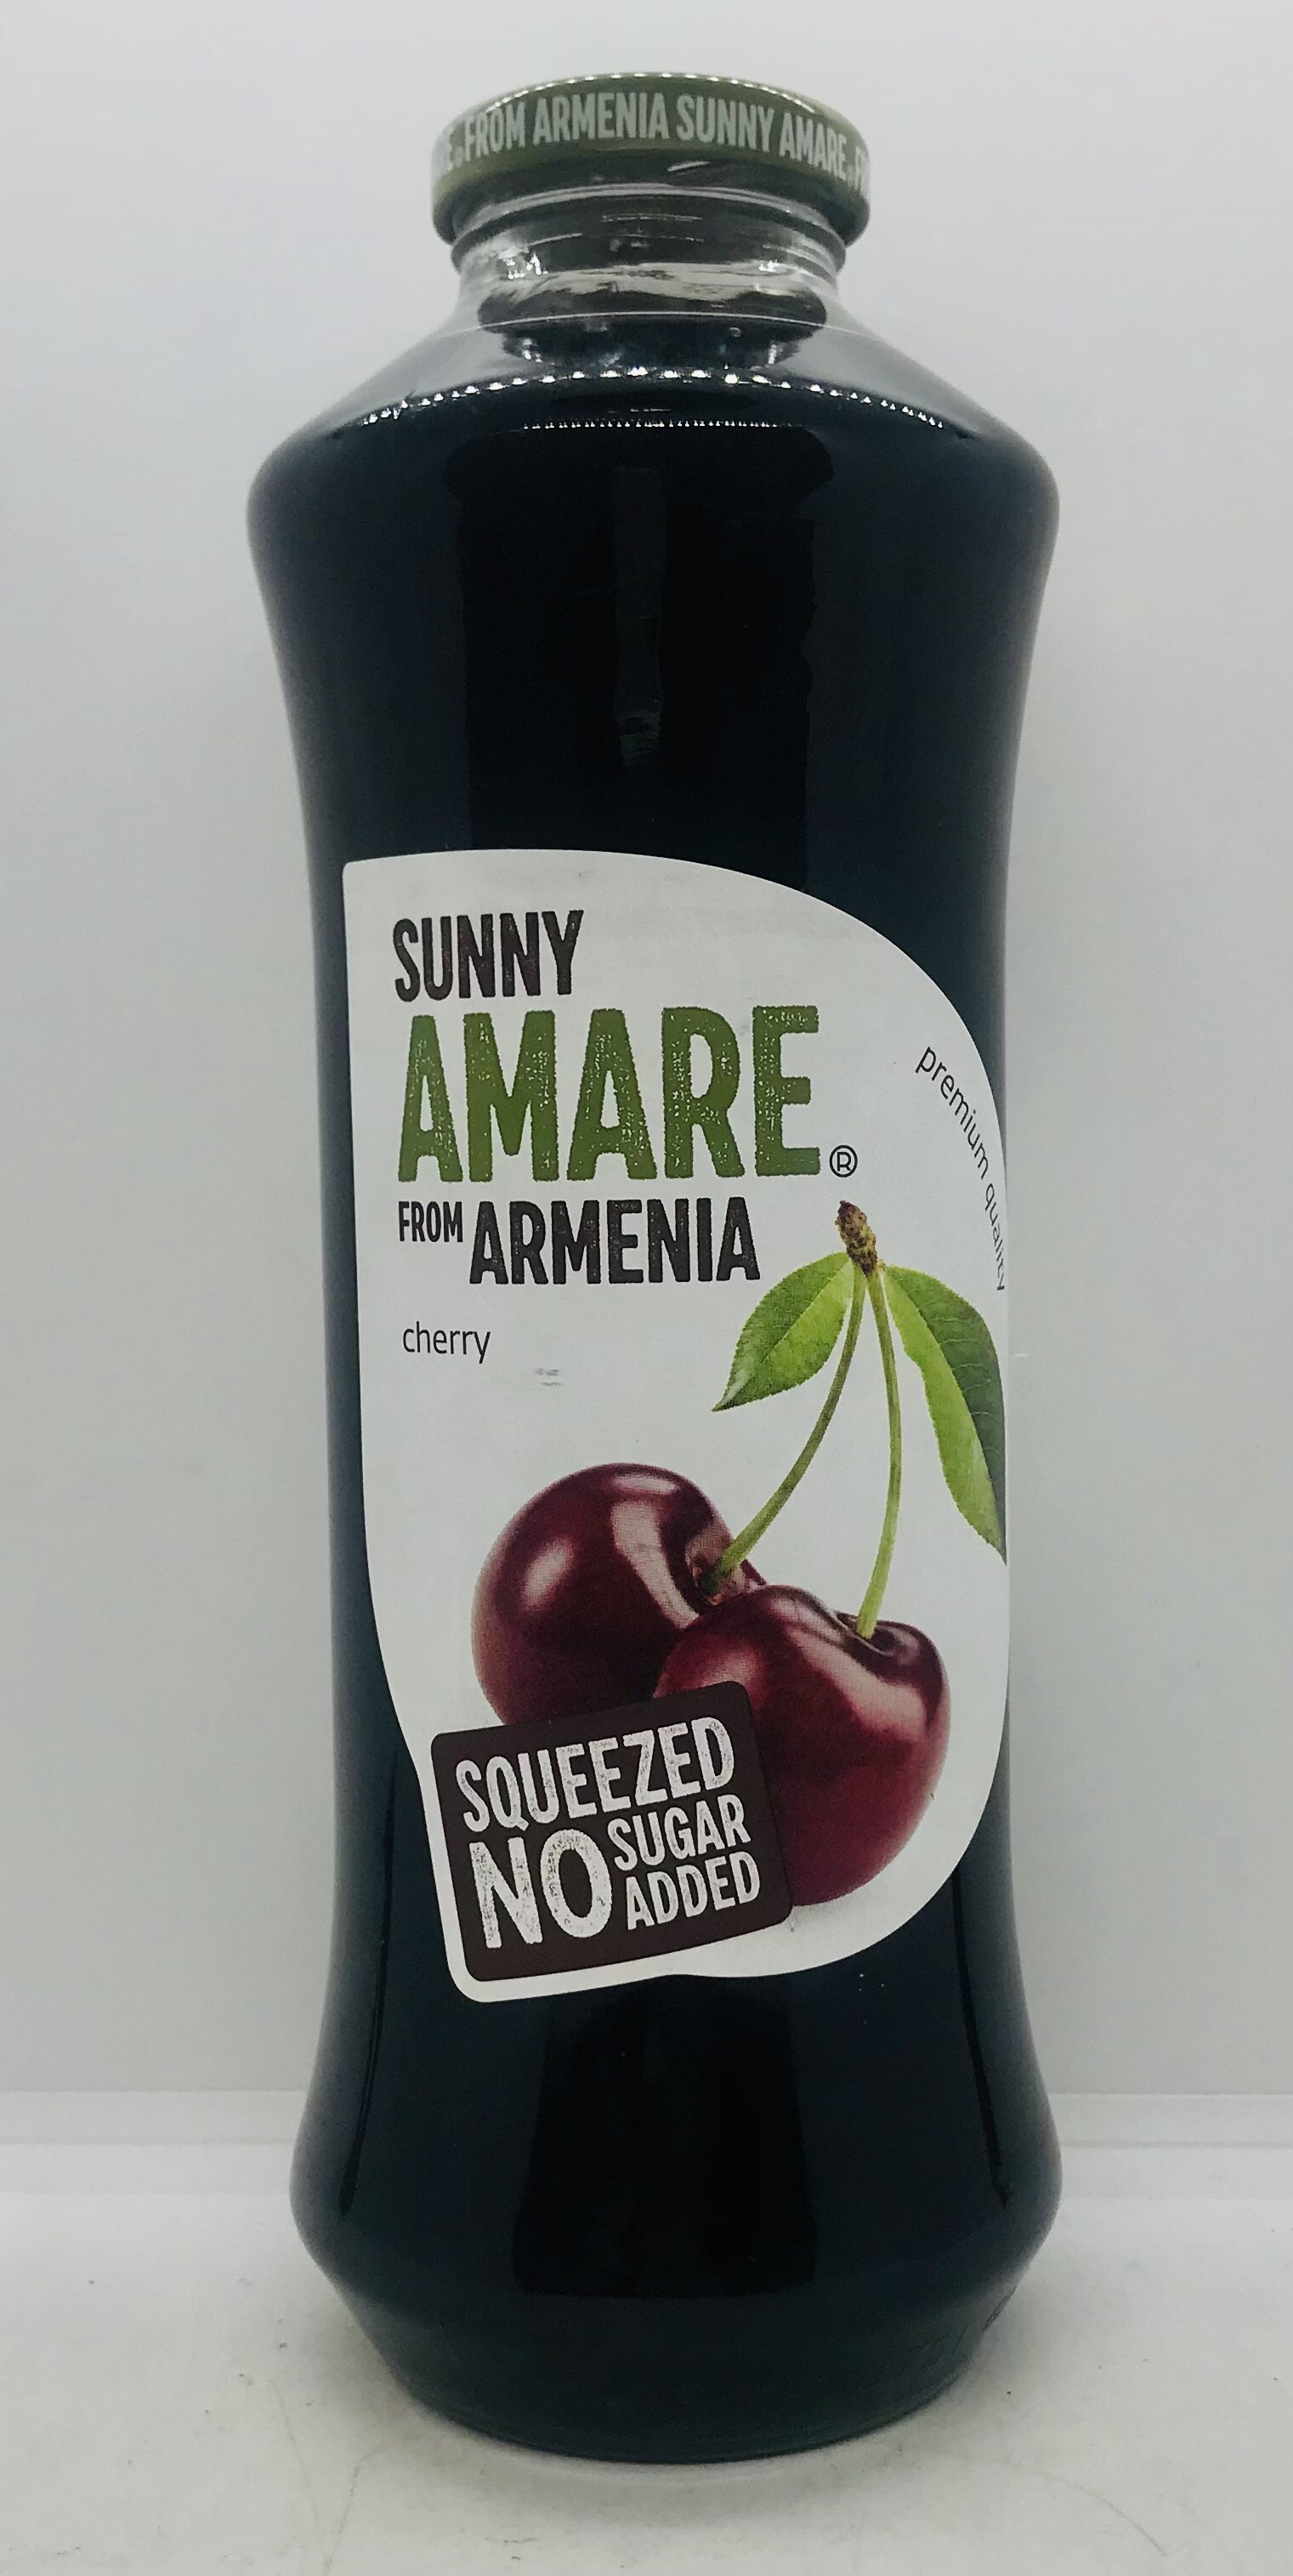 FROM ARMENIA SUNNY AMARE
SUNNY
AMARE®
FROM ARMENIA
premium quality
cherry
SQUEEZED
NO SUGAR
ADDED